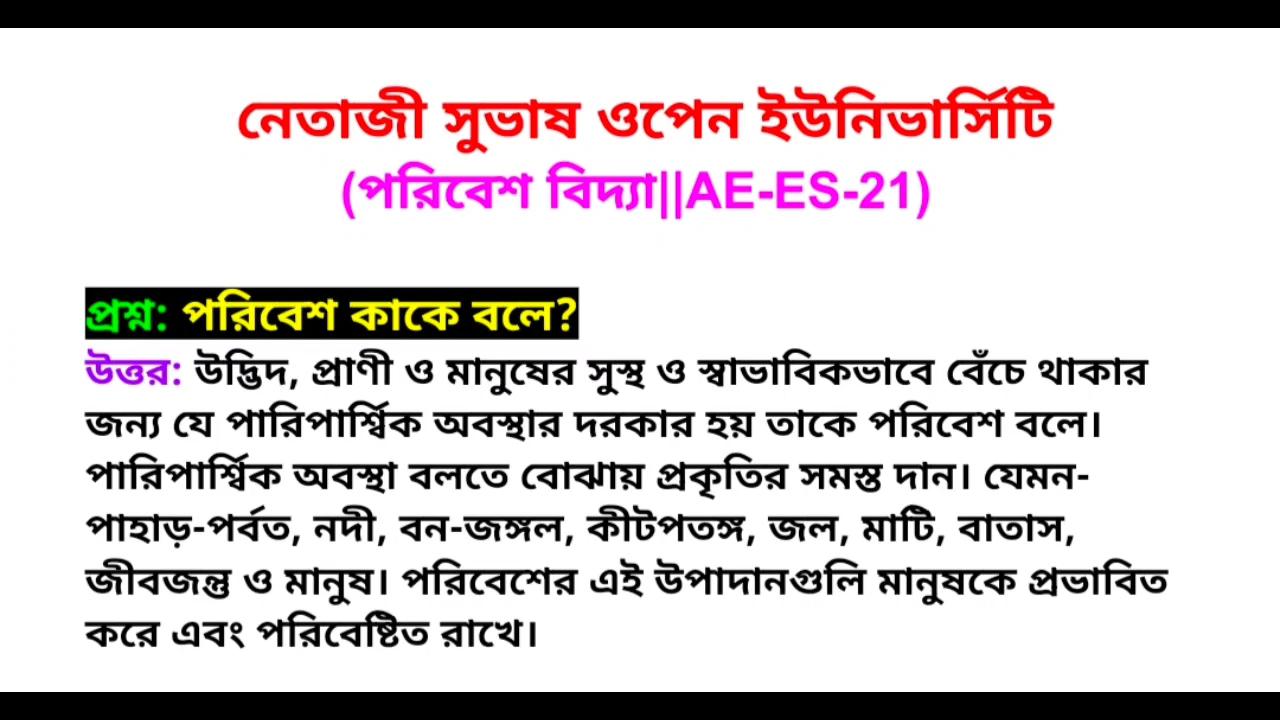 নেতাজী সুভাষ ওপেন ইউনিভার্সিটি
(পরিবেশ বিদ্যা||AE-ES-21)
প্রশ্ন: পরিবেশ কাকে বলে?
উত্তর: উদ্ভিদ, প্রাণী ও মানুষের সুস্থ ও স্বাভাবিকভাবে বেঁচে থাকার
জন্য যে পারিপার্শ্বিক অবস্থার দরকার হয় তাকে পরিবেশ বলে।
পারিপার্শ্বিক অবস্থা বলতে বোঝায় প্রকৃতির সমস্ত দান। যেমন-
পাহাড়-পর্বত, নদী, বন-জঙ্গল, কীটপতঙ্গ, জল, মাটি, বাতাস,
জীবজন্তু ও মানুষ। পরিবেশের এই উপাদানগুলি মানুষকে প্রভাবিত
করে এবং পরিবেষ্টিত রাখে।